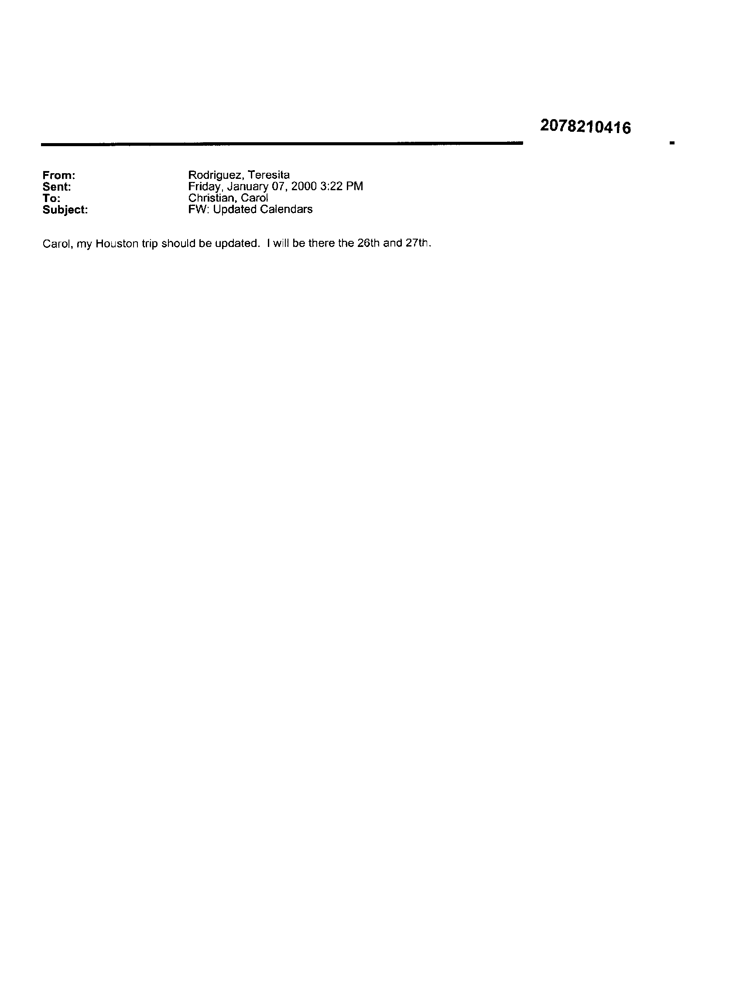 2078210416
From: Rodriguez, Teresita
Sent: Friday, January 07, 2000 3:22 PM
To: Christian, Carol
Subject: FW: Updated Calendars
Carol, my Houston trip should be updated. I will be there the 26th and 27th.